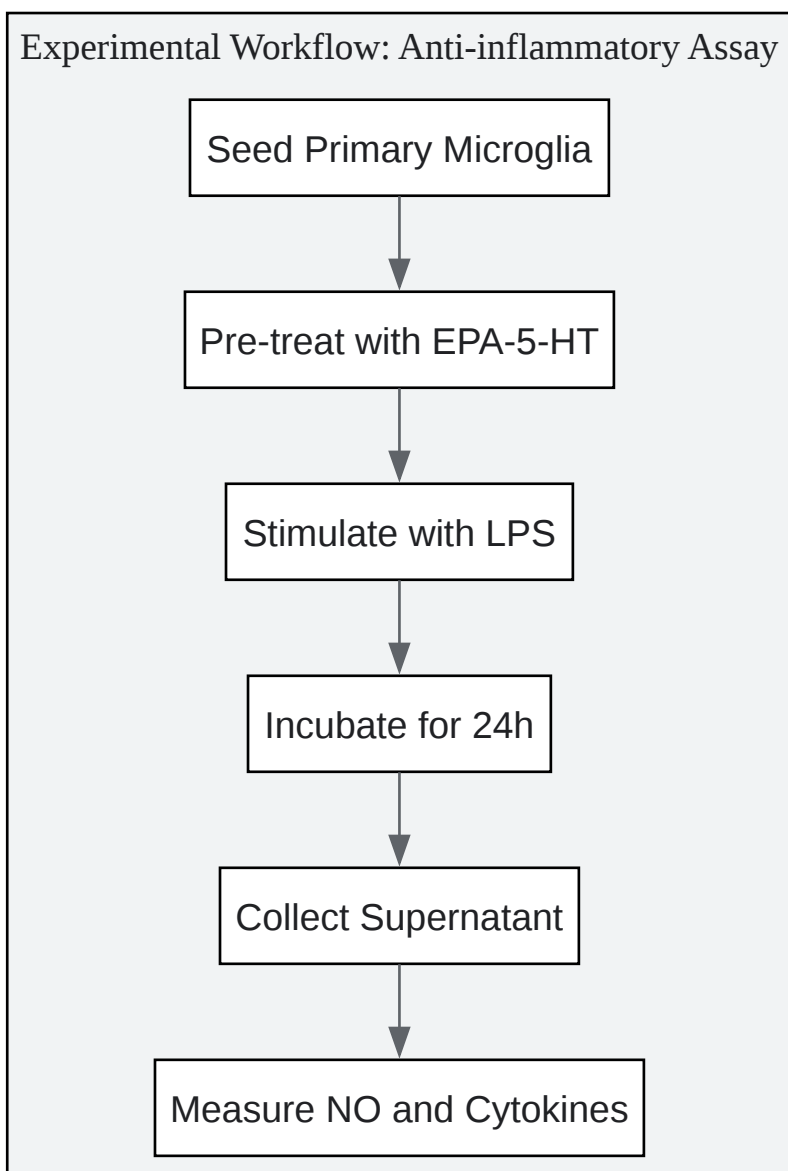 Experimental Workflow: Anti-inflammatory Assay
Seed Primary Microglia
Pre-treat with EPA-5-HT
Stimulate with LPS
Incubate for 24h
Collect Supernatant
Measure NO and Cytokines